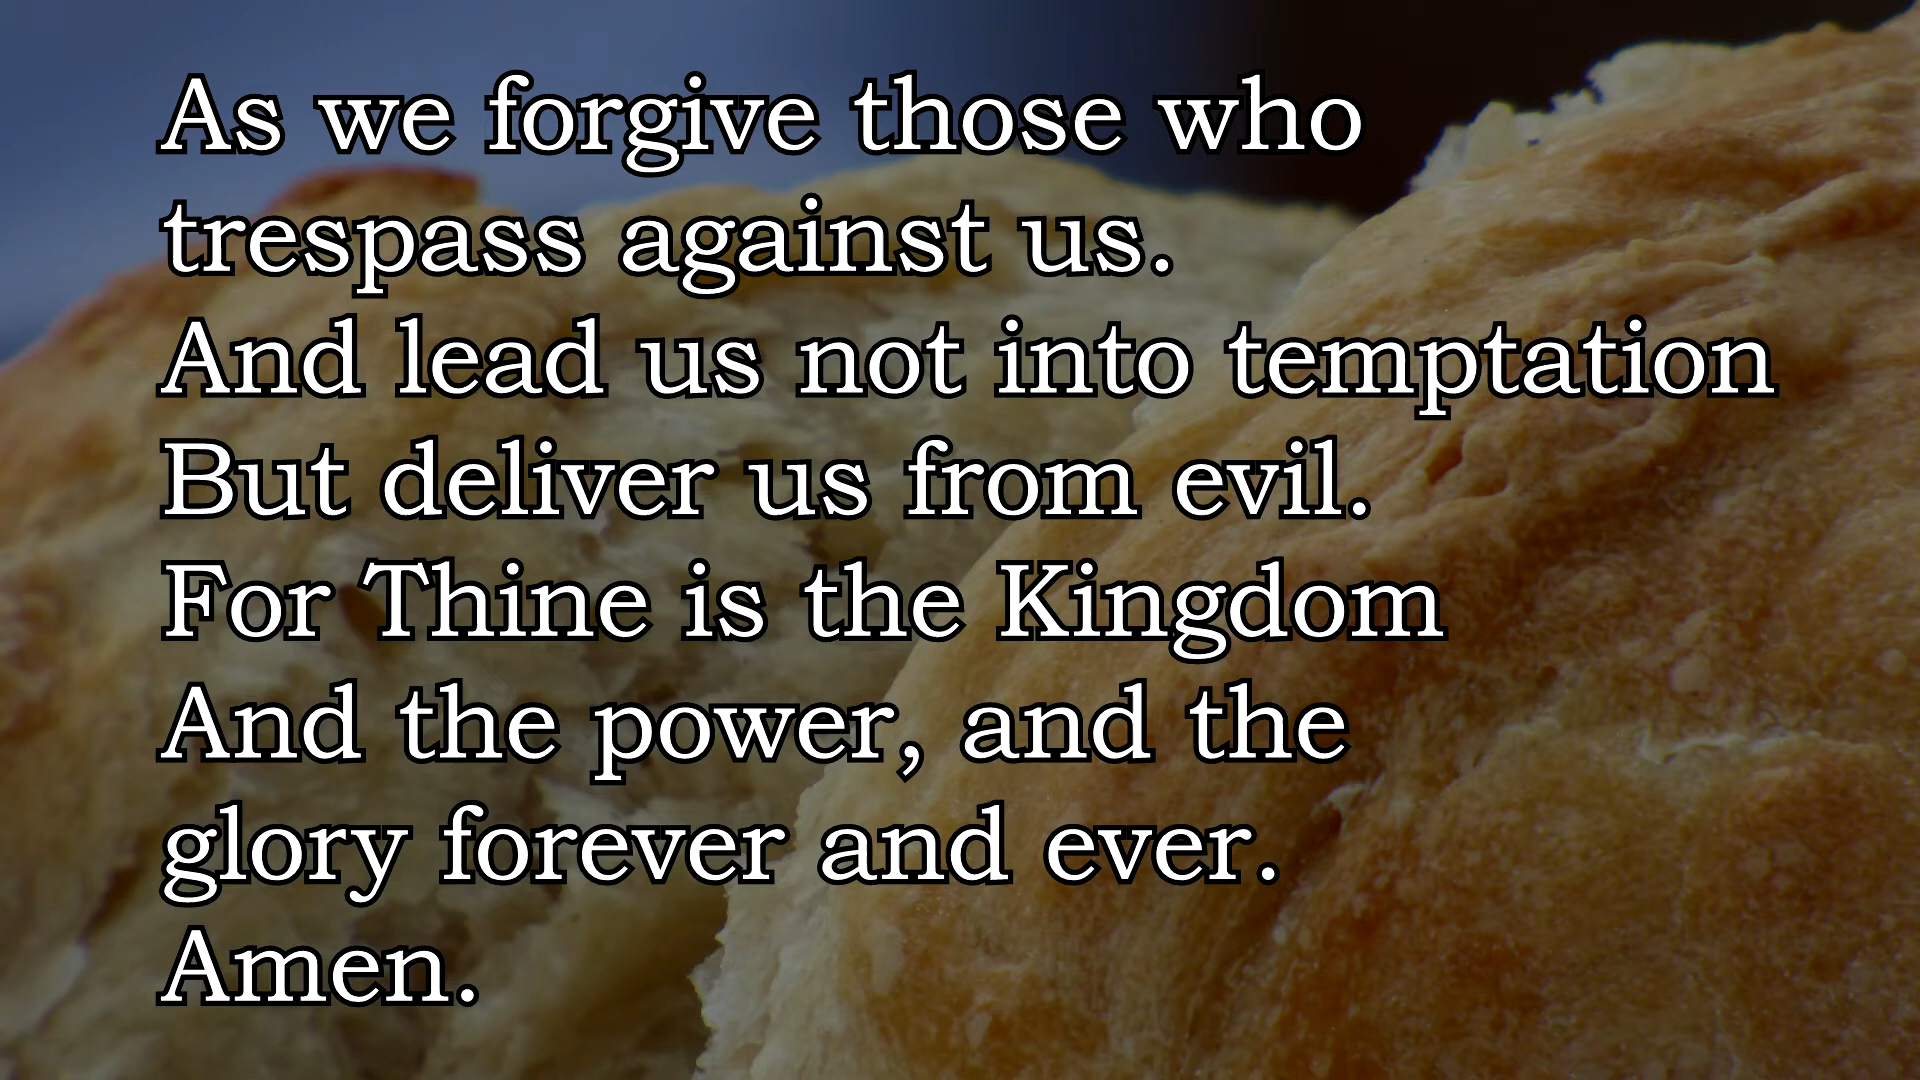 As we forgive those who
trespass against us.
And lead us not into temptation
But deliver us from evil.
For Thine is the Kingdom
And the power, and the
glory forever and ever.
Amen.